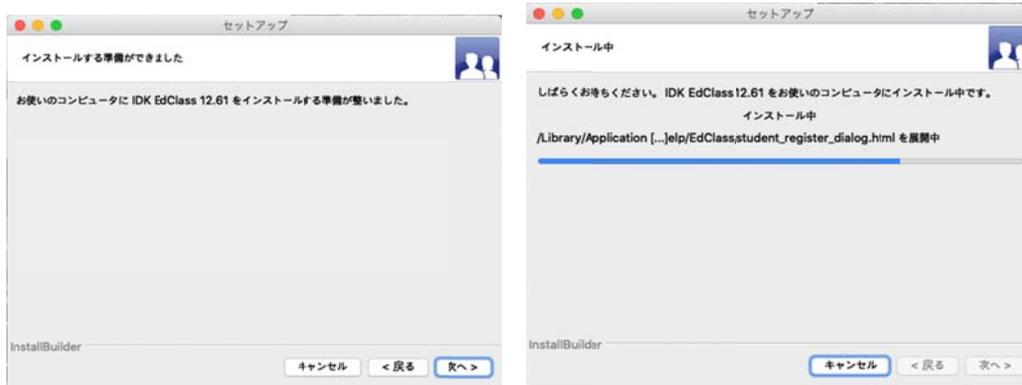 セットアップ
インストールする準備ができました
お使いのコンピュータに IDK EdClass 12.61 をインストールする準備が整いました。
InstallBuilder
キャンセル
< 戻る
次へ >
セットアップ
インストール中
しばらくお待ちください。 IDK EdClass12.61 をお使いのコンピュータにインストール中です。
インストール中
/Library/Application [...]elp/EdClass/student_register_dialog.html を展開中
InstallBuilder
キャンセル
< 戻る
次へ >